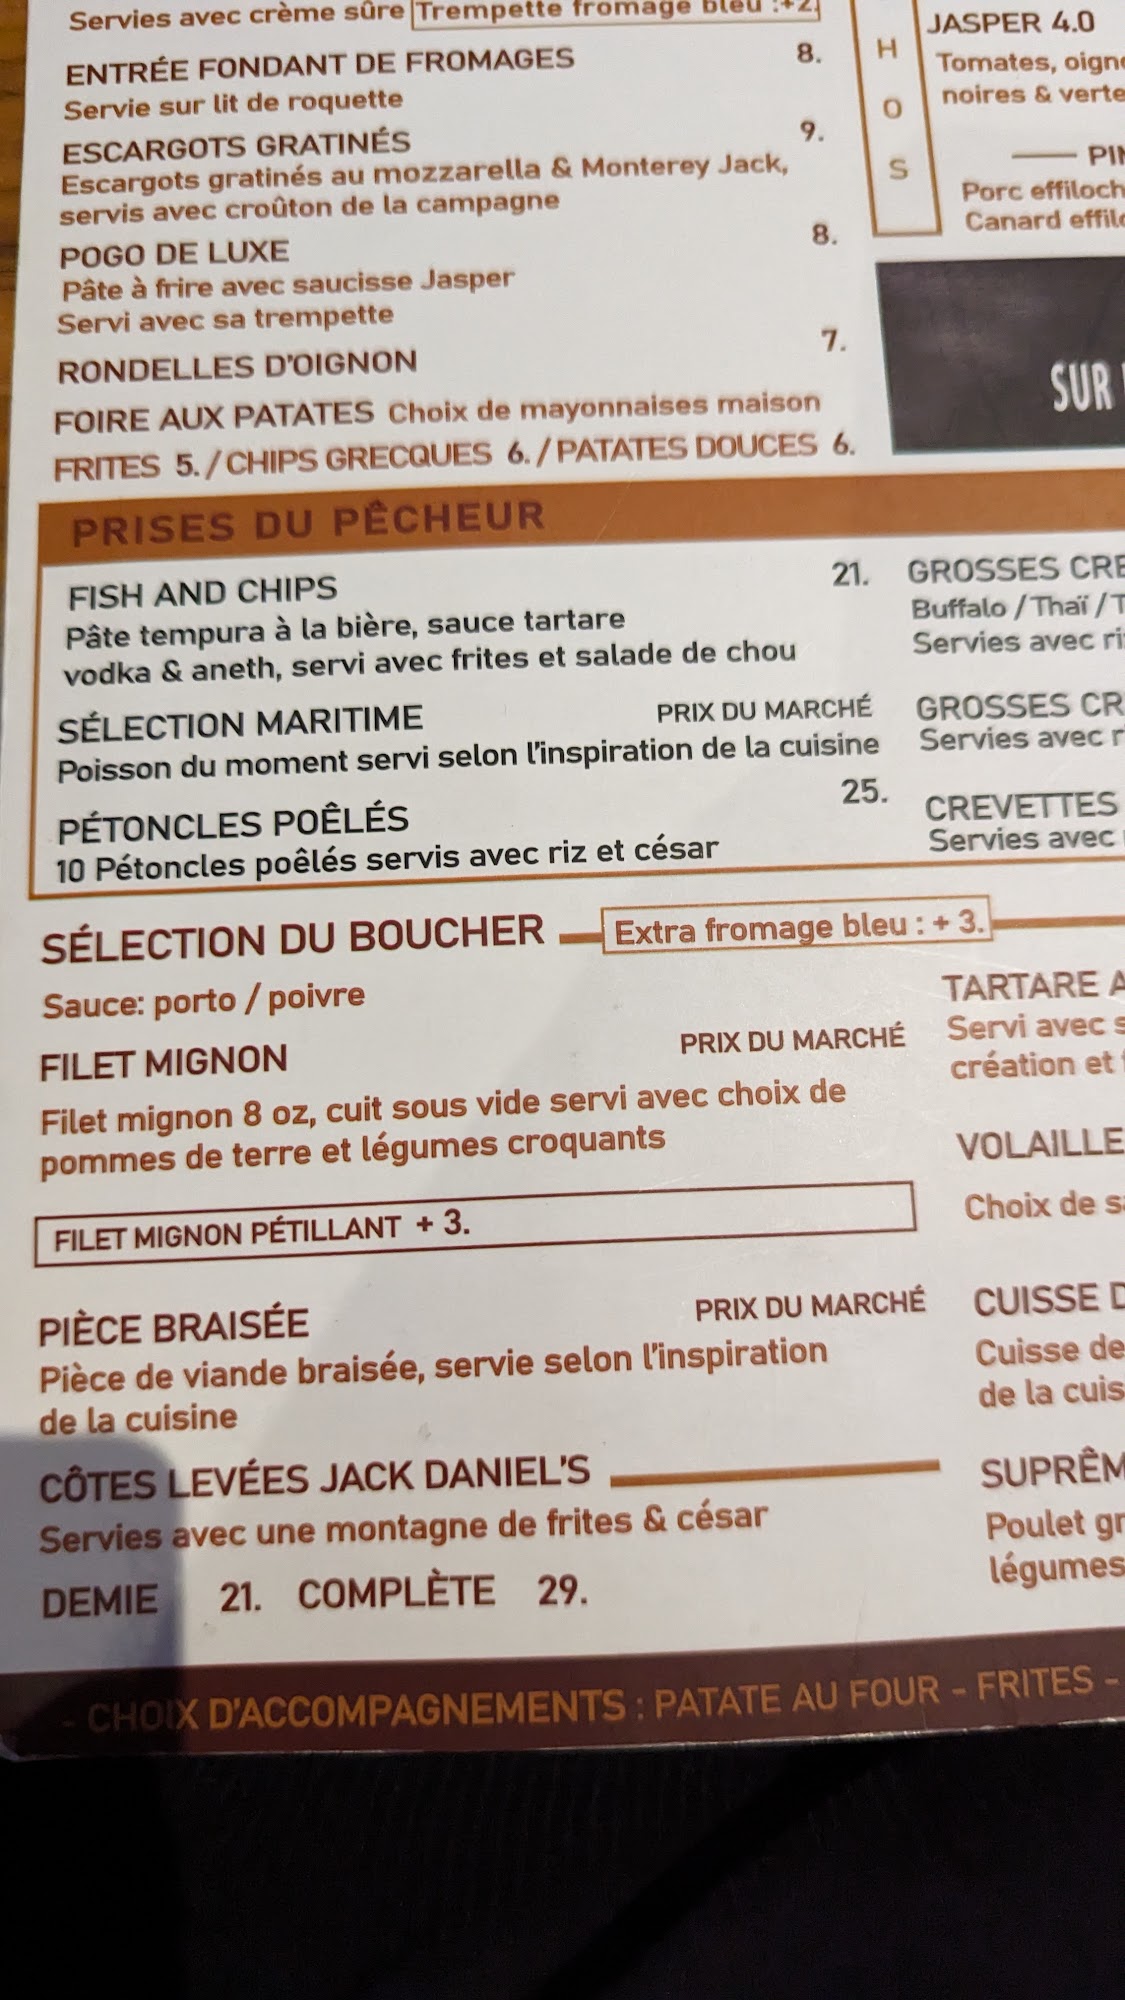 Servies avec crème sûre Trempette fromage bleu :+2.
ENTRÉE FONDANT DE FROMAGES 8.
Servie sur lit de roquette
ESCARGOTS GRATINÉS 9.
Escargots gratinés au mozzarella & Monterey Jack,
servis avec croûton de la campagne
POGO DE LUXE 8.
Pâte à frire avec saucisse Jasper
Servi avec sa trempette
RONDELLES D'OIGNON 7.
FOIRE AUX PATATES Choix de mayonnaises maison
FRITES 5. / CHIPS GRECQUES 6. / PATATES DOUCES 6.
H
O
S
JASPER 4.0
Tomates,
noires & verte
Porc
Canard
SUR
PRISES DU PÊCHEUR
FISH AND CHIPS 21.
Pâte tempura à la bière, sauce tartare
vodka & aneth, servi avec frites et salade de chou
SÉLECTION MARITIME PRIX DU MARCHÉ
Poisson du moment servi selon l'inspiration de la cuisine
PÉTONCLES POÊLÉS 25.
10 Pétoncles poêlés servis avec riz et césar
GROSSES CRE
Buffalo / Thaï / T
Servies avec ri
GROSSES CR
Servies avec r
CREVETTES
Servies avec
SÉLECTION DU BOUCHER Extra fromage bleu : + 3.
Sauce: porto / poivre
FILET MIGNON PRIX DU MARCHÉ
Filet mignon 8 oz, cuit sous vide servi avec choix de
pommes de terre et légumes croquants
FILET MIGNON PÉTILLANT + 3.
PIÈCE BRAISÉE PRIX DU MARCHÉ
Pièce de viande braisée, servie selon l'inspiration
de la cuisine
CÔTES LEVÉES JACK DANIEL'S
Servies avec une montagne de frites & césar
DEMIE 21. COMPLÈTE 29.
TARTARE A
Servi avec s
création et
VOLAILLE
Choix de sa
CUISSE D
Cuisse de
de la cuis
SUPRÊM
Poulet gr
légumes
- CHOIX D'ACCOMPAGNEMENTS : PATATE AU FOUR - FRITES -